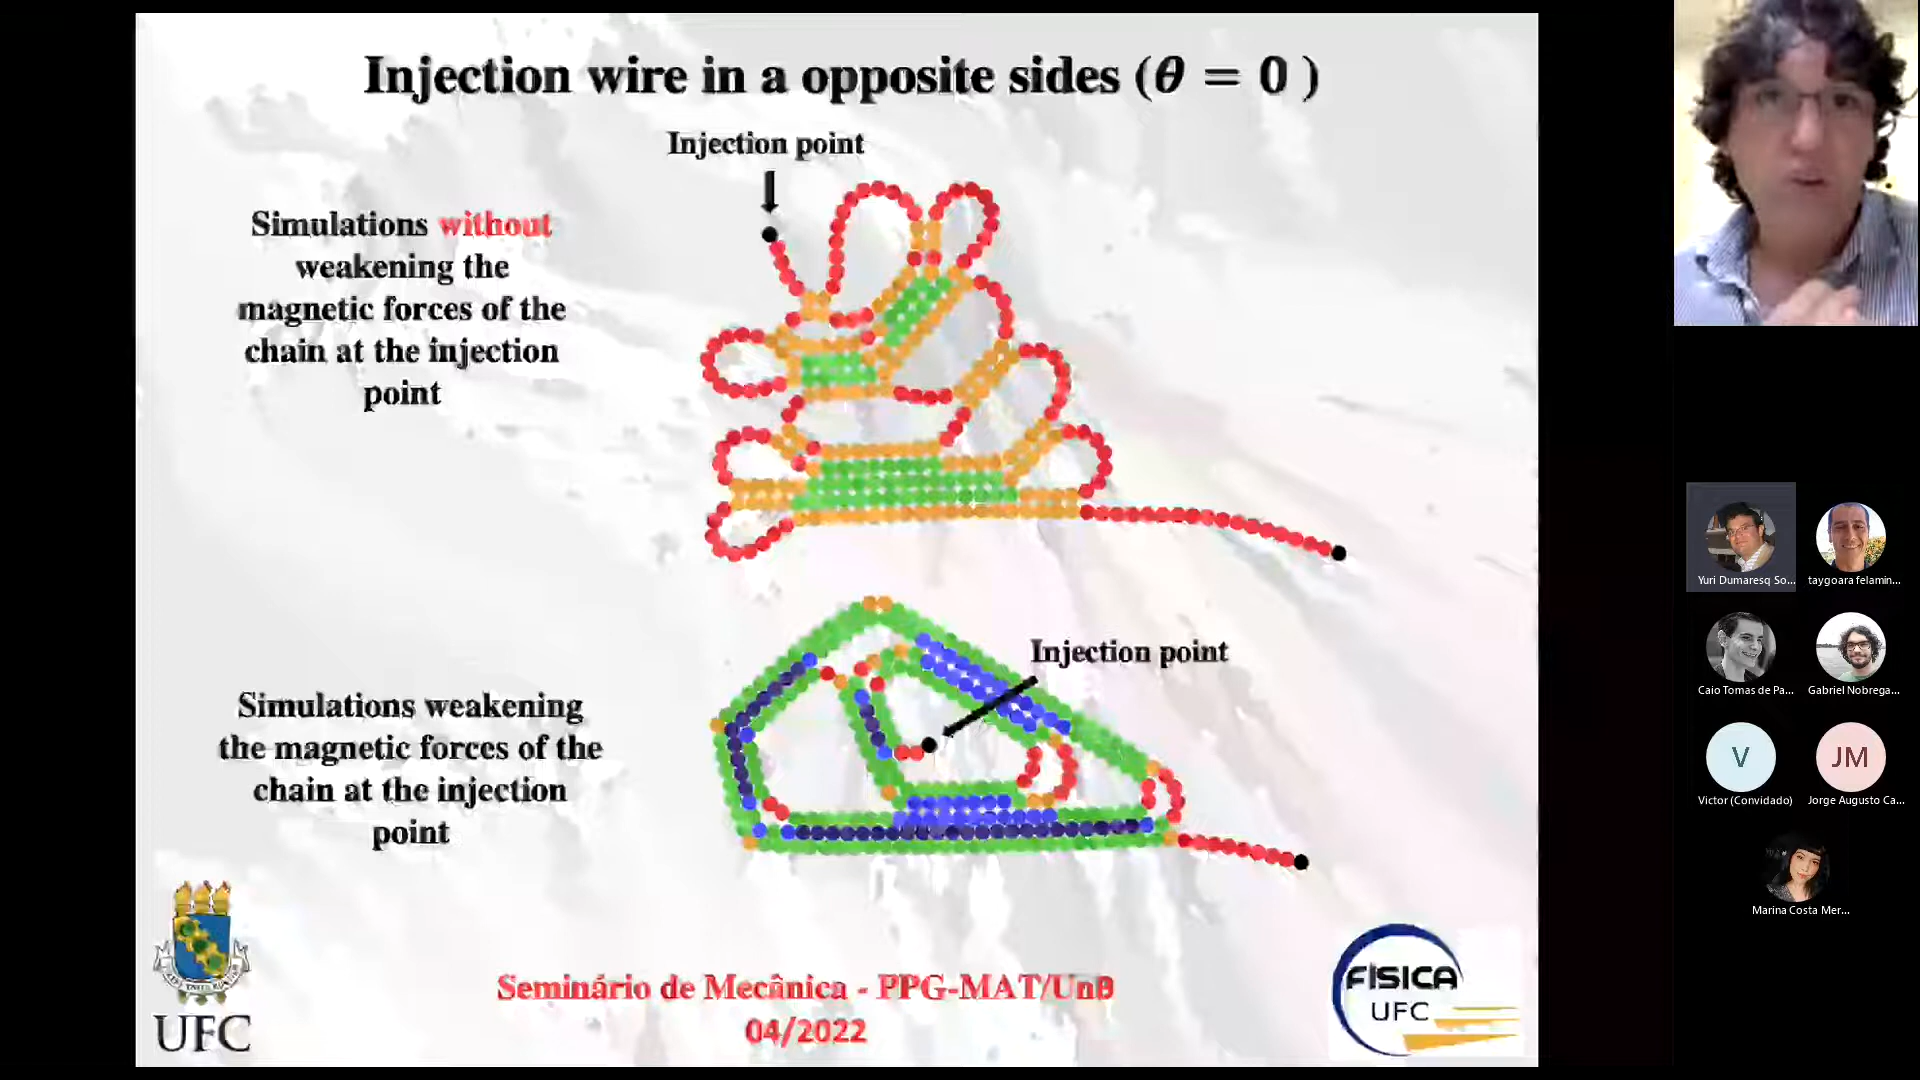 Injection wire in a opposite sides (θ = 0 )
Injection point
Simulations without
weakening the
magnetic forces of the
chain at the injection
point
Injection point
Simulations weakening
the magnetic forces of the
chain at the injection
point
UFC
Seminário de Mecânica - PPG-MAT/UnB
04/2022
FÍSICA
UFC
Yuri Dumaresq So...
taygoara felamin...
Caio Tomas de Pa...
Gabriel Nobrega...
V
JM
Victor (Convidado)
Jorge Augusto Ca...
Marina Costa Mer...